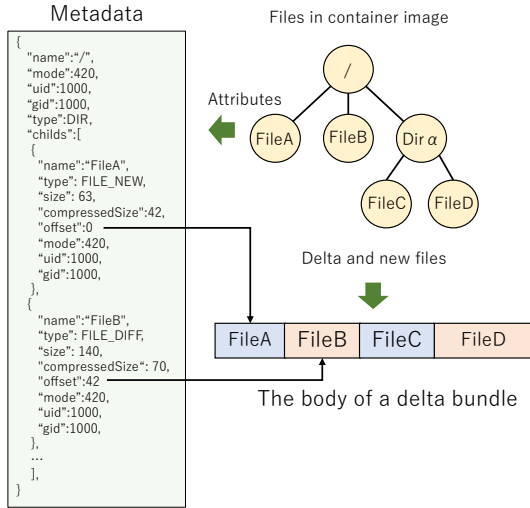 Metadata
{
"name":“/”,
“mode”:420,
“uid”:1000,
“gid”:1000,
“type”:DIR,
“childs”:[
{
"name":“FileA”,
“type”: FILE_NEW,
“size”: 63,
“compressedSize”:42,
"offset":0
“mode”:420,
“uid”:1000,
“gid”:1000,
},
{
"name":“FileB”,
“type”: FILE_DIFF,
“size”: 140,
“compressedSize“: 70,
"offset":42
“mode”:420,
“uid”:1000,
“gid”:1000,
},
…
],
}
Files in container image
/
Attributes
FileA
FileB
Dir α
FileC
FileD
Delta and new files
FileA
FileB
FileC
FileD
The body of a delta bundle